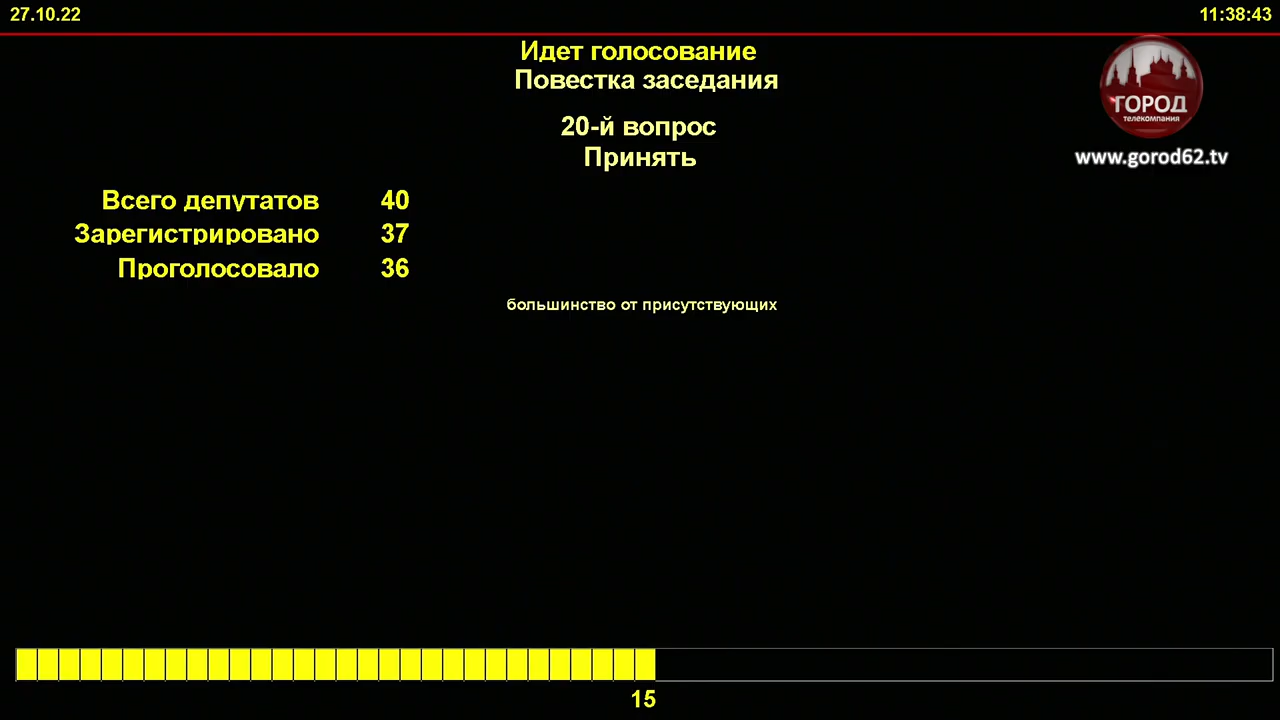 27.10.22 11:38:43
Идет голосование
Повестка заседания
ГОРОД
телекомпания
www.gorod62.tv
20-й вопрос
Принять
Всего депутатов 40
Зарегистрировано 37
Проголосовало 36
большинство от присутствующих
15